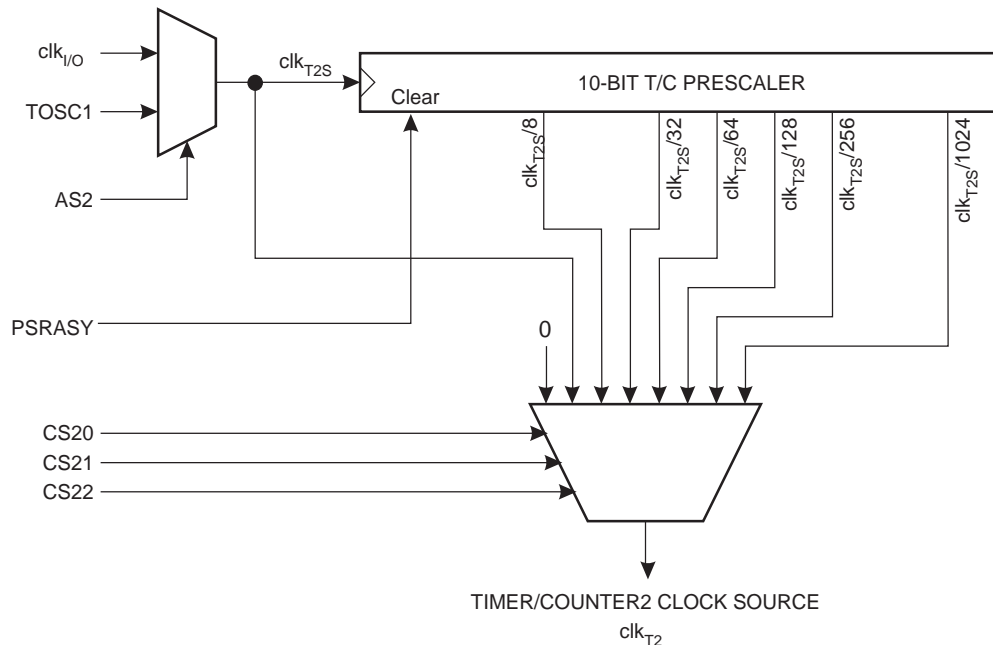 clkI/O
clkT2S
10-BIT T/C PRESCALER
TOSC1
Clear
clkT2S/8
clkT2S/32
clkT2S/64
clkT2S/128
clkT2S/256
clkT2S/1024
AS2
PSRASY
0
CS20
CS21
CS22
TIMER/COUNTER2 CLOCK SOURCE
clkT2